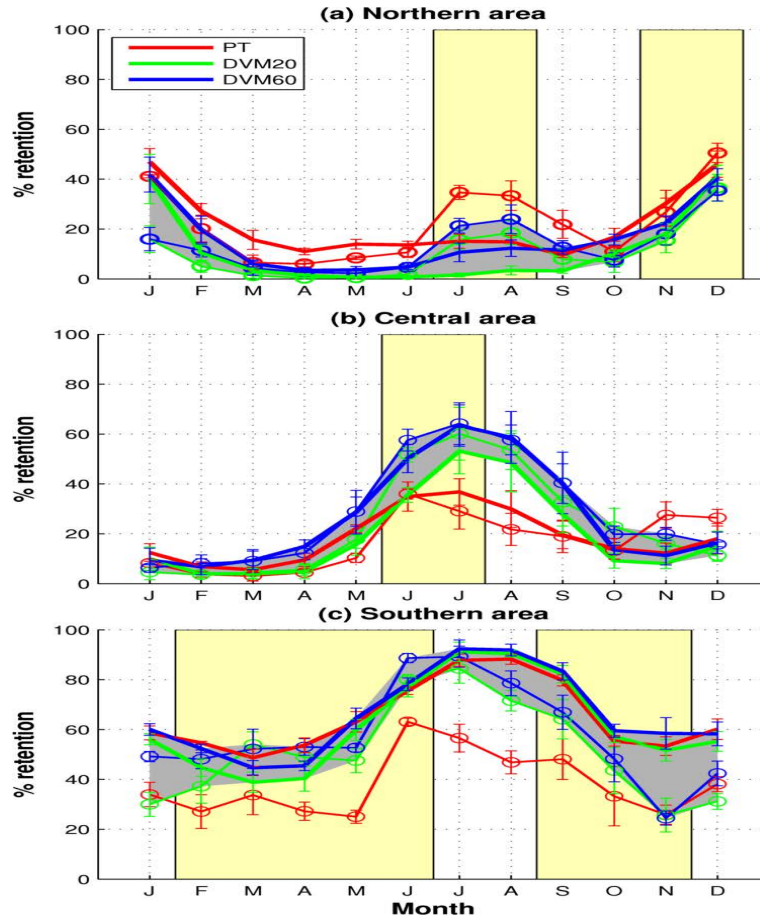 (a) Northern area
100
80
60
40
20
0
% retention
PT
DVM20
DVM60
J F M A M J J A S O N D
(b) Central area
100
80
60
40
20
0
% retention
J F M A M J J A S O N D
(c) Southern area
100
80
60
40
20
0
% retention
J F M A M J J A S O N D
Month